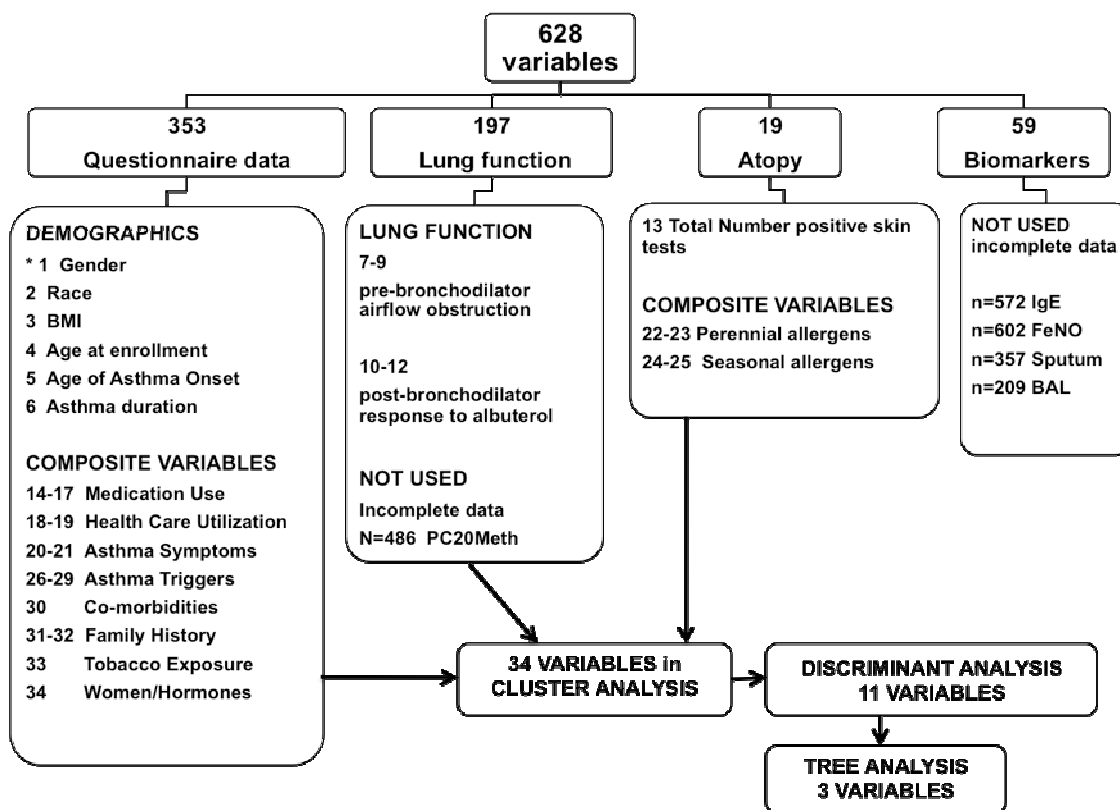 628
variables
353
Questionnaire data
197
Lung function
19
Atopy
59
Biomarkers
DEMOGRAPHICS
* 1 Gender
2 Race
3 BMI
4 Age at enrollment
5 Age of Asthma Onset
6 Asthma duration
COMPOSITE VARIABLES
14-17 Medication Use
18-19 Health Care Utilization
20-21 Asthma Symptoms
26-29 Asthma Triggers
30 Co-morbidities
31-32 Family History
33 Tobacco Exposure
34 Women/Hormones
LUNG FUNCTION
7-9
pre-bronchodilator
airflow obstruction
10-12
post-bronchodilator
response to albuterol
NOT USED
Incomplete data
N=486 PC20Meth
13 Total Number positive skin
tests
COMPOSITE VARIABLES
22-23 Perennial allergens
24-25 Seasonal allergens
NOT USED
incomplete data
n=572 IgE
n=602 FeNO
n=357 Sputum
n=209 BAL
34 VARIABLES in
CLUSTER ANALYSIS
DISCRIMINANT ANALYSIS
11 VARIABLES
TREE ANALYSIS
3 VARIABLES